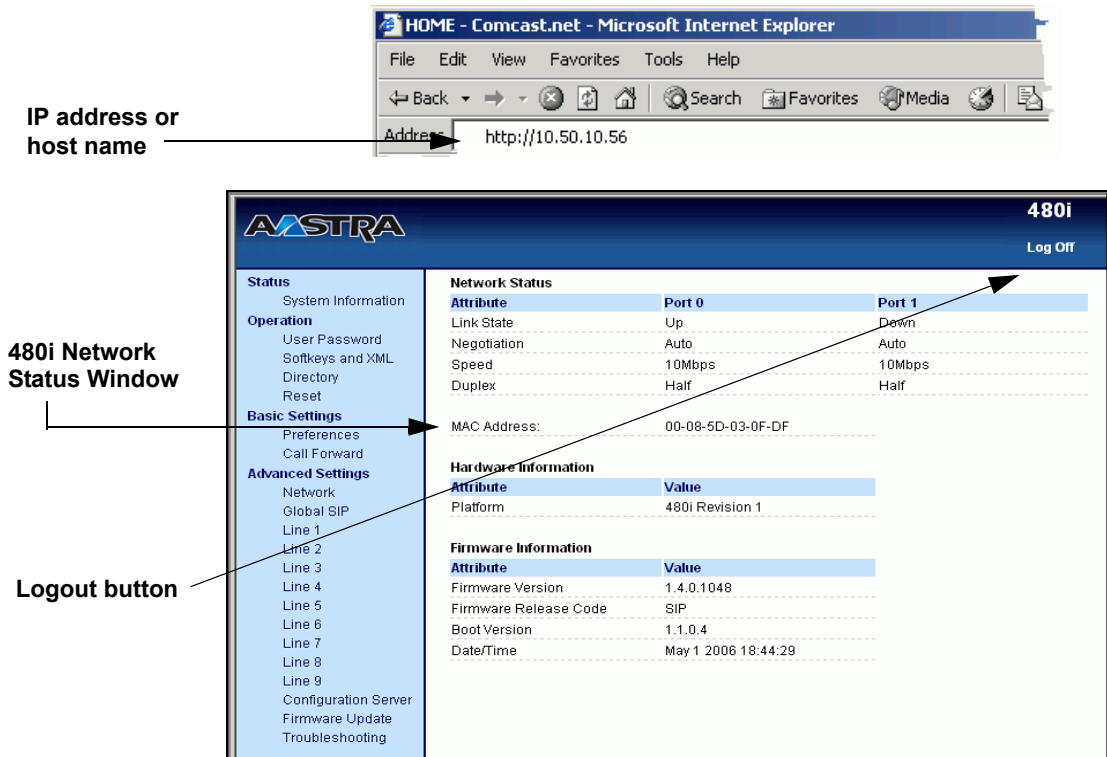 HOME - Comcast.net - Microsoft Internet Explorer
File Edit View Favorites Tools Help
Back Search Favorites Media
IP address or
host name
Address http://10.50.10.56
AASTRA
480i
Log Off
480i Network
Status Window
Logout button
Status
System Information
Operation
User Password
Softkeys and XML
Directory
Reset
Basic Settings
Preferences
Call Forward
Advanced Settings
Network
Global SIP
Line 1
Line 2
Line 3
Line 4
Line 5
Line 6
Line 7
Line 8
Line 9
Configuration Server
Firmware Update
Troubleshooting
Network Status
Attribute Port 0 Port 1
Link State Up Down
Negotiation Auto Auto
Speed 10Mbps 10Mbps
Duplex Half Half
MAC Address: 00-08-5D-03-0F-DF
Hardware Information
Attribute Value
Platform 480i Revision 1
Firmware Information
Attribute Value
Firmware Version 1.4.0.1048
Firmware Release Code SIP
Boot Version 1.1.0.4
Date/Time May 1 2006 18:44:29